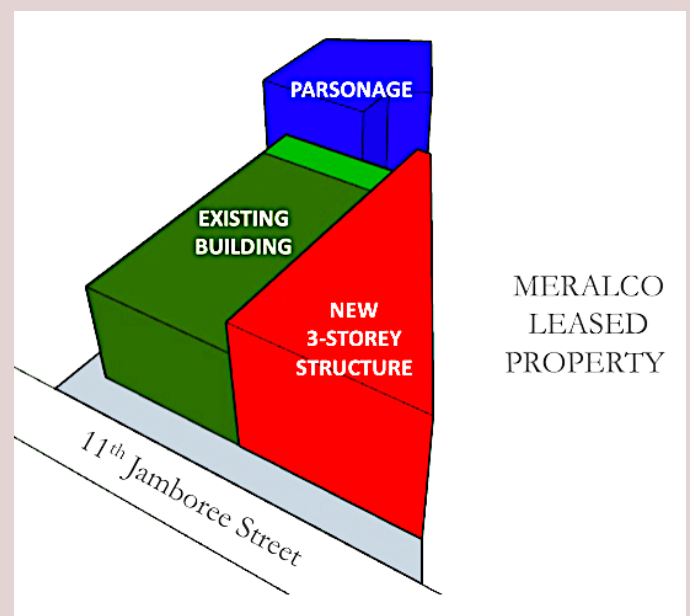 PARSONAGE
EXISTING
BUILDING
NEW
3-STOREY
STRUCTURE
MERALCO
LEASED
PROPERTY
11th Jamboree Street